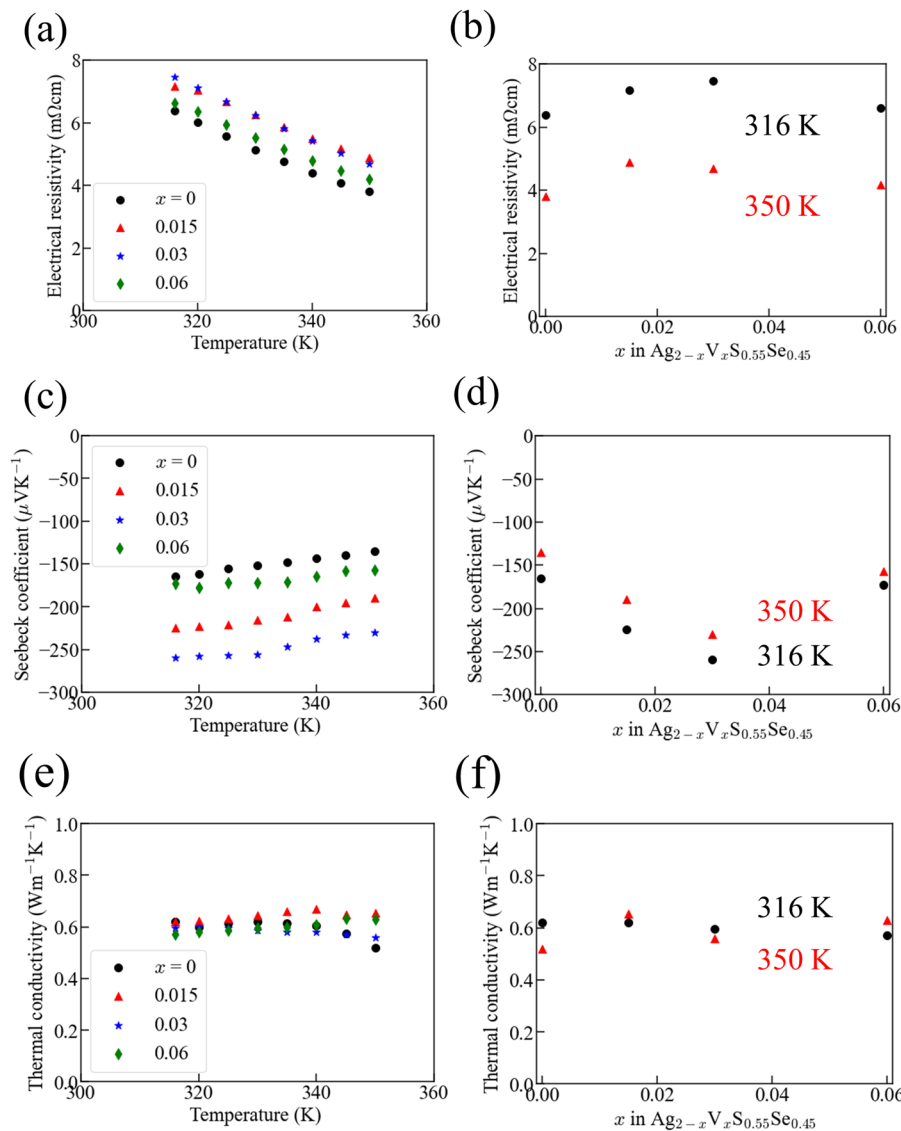 (a)
8
6
4
2
0
300
320
340
360
Electrical resistivity (mΩcm)
Temperature (K)
x = 0
0.015
0.03
0.06
(b)
8
6
4
2
0
0.00
0.02
0.04
0.06
Electrical resistivity (mΩcm)
x in Ag2−xVxS0.55Se0.45
316 K
350 K
(c)
0
−50
−100
−150
−200
−250
−300
300
320
340
360
Seebeck coefficient (μVK−1)
Temperature (K)
x = 0
0.015
0.03
0.06
(d)
0
−50
−100
−150
−200
−250
−300
0.00
0.02
0.04
0.06
Seebeck coefficient (μVK−1)
x in Ag2−xVxS0.55Se0.45
350 K
316 K
(e)
1.0
0.8
0.6
0.4
0.2
0.0
300
320
340
360
Thermal conductivity (Wm−1K−1)
Temperature (K)
x = 0
0.015
0.03
0.06
(f)
1.0
0.8
0.6
0.4
0.2
0.0
0.00
0.02
0.04
0.06
Thermal conductivity (Wm−1K−1)
x in Ag2−xVxS0.55Se0.45
316 K
350 K